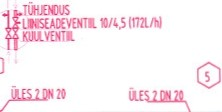 TÜHJENDUS
LIINISEADEVENTIIL 10/4,5 (172L/h)
KUULVENTIIL
5
ÜLES 2 DN 20
ÜLES 2 DN 20